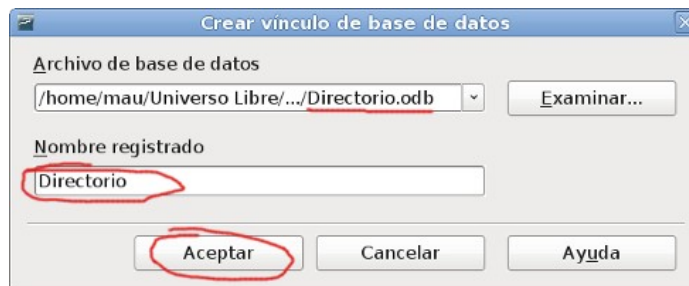 Crear vínculo de base de datos
Archivo de base de datos
/home/mau/Universo Libre/.../Directorio.odb
Examinar...
Nombre registrado
Directorio
Aceptar
Cancelar
Ayuda